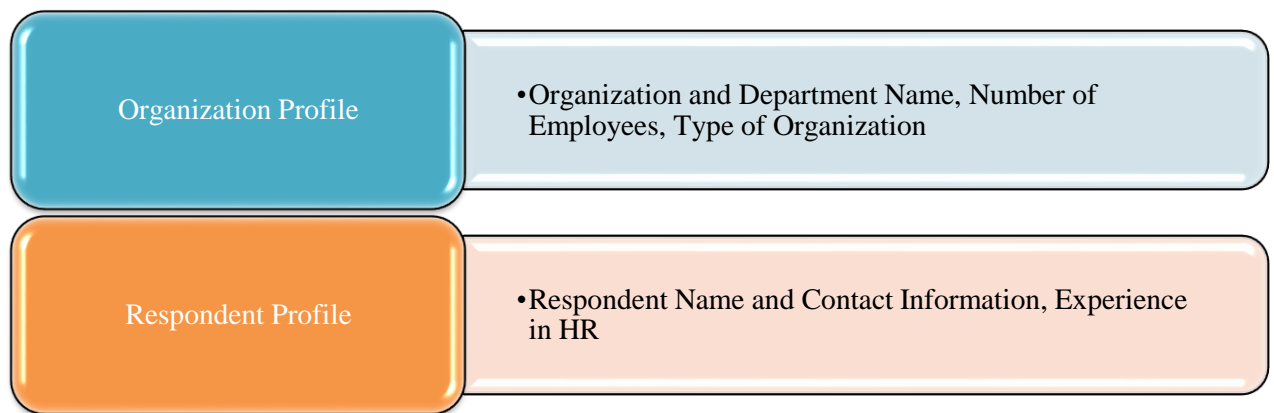 Organization Profile
•Organization and Department Name, Number of
Employees, Type of Organization
Respondent Profile
•Respondent Name and Contact Information, Experience
in HR